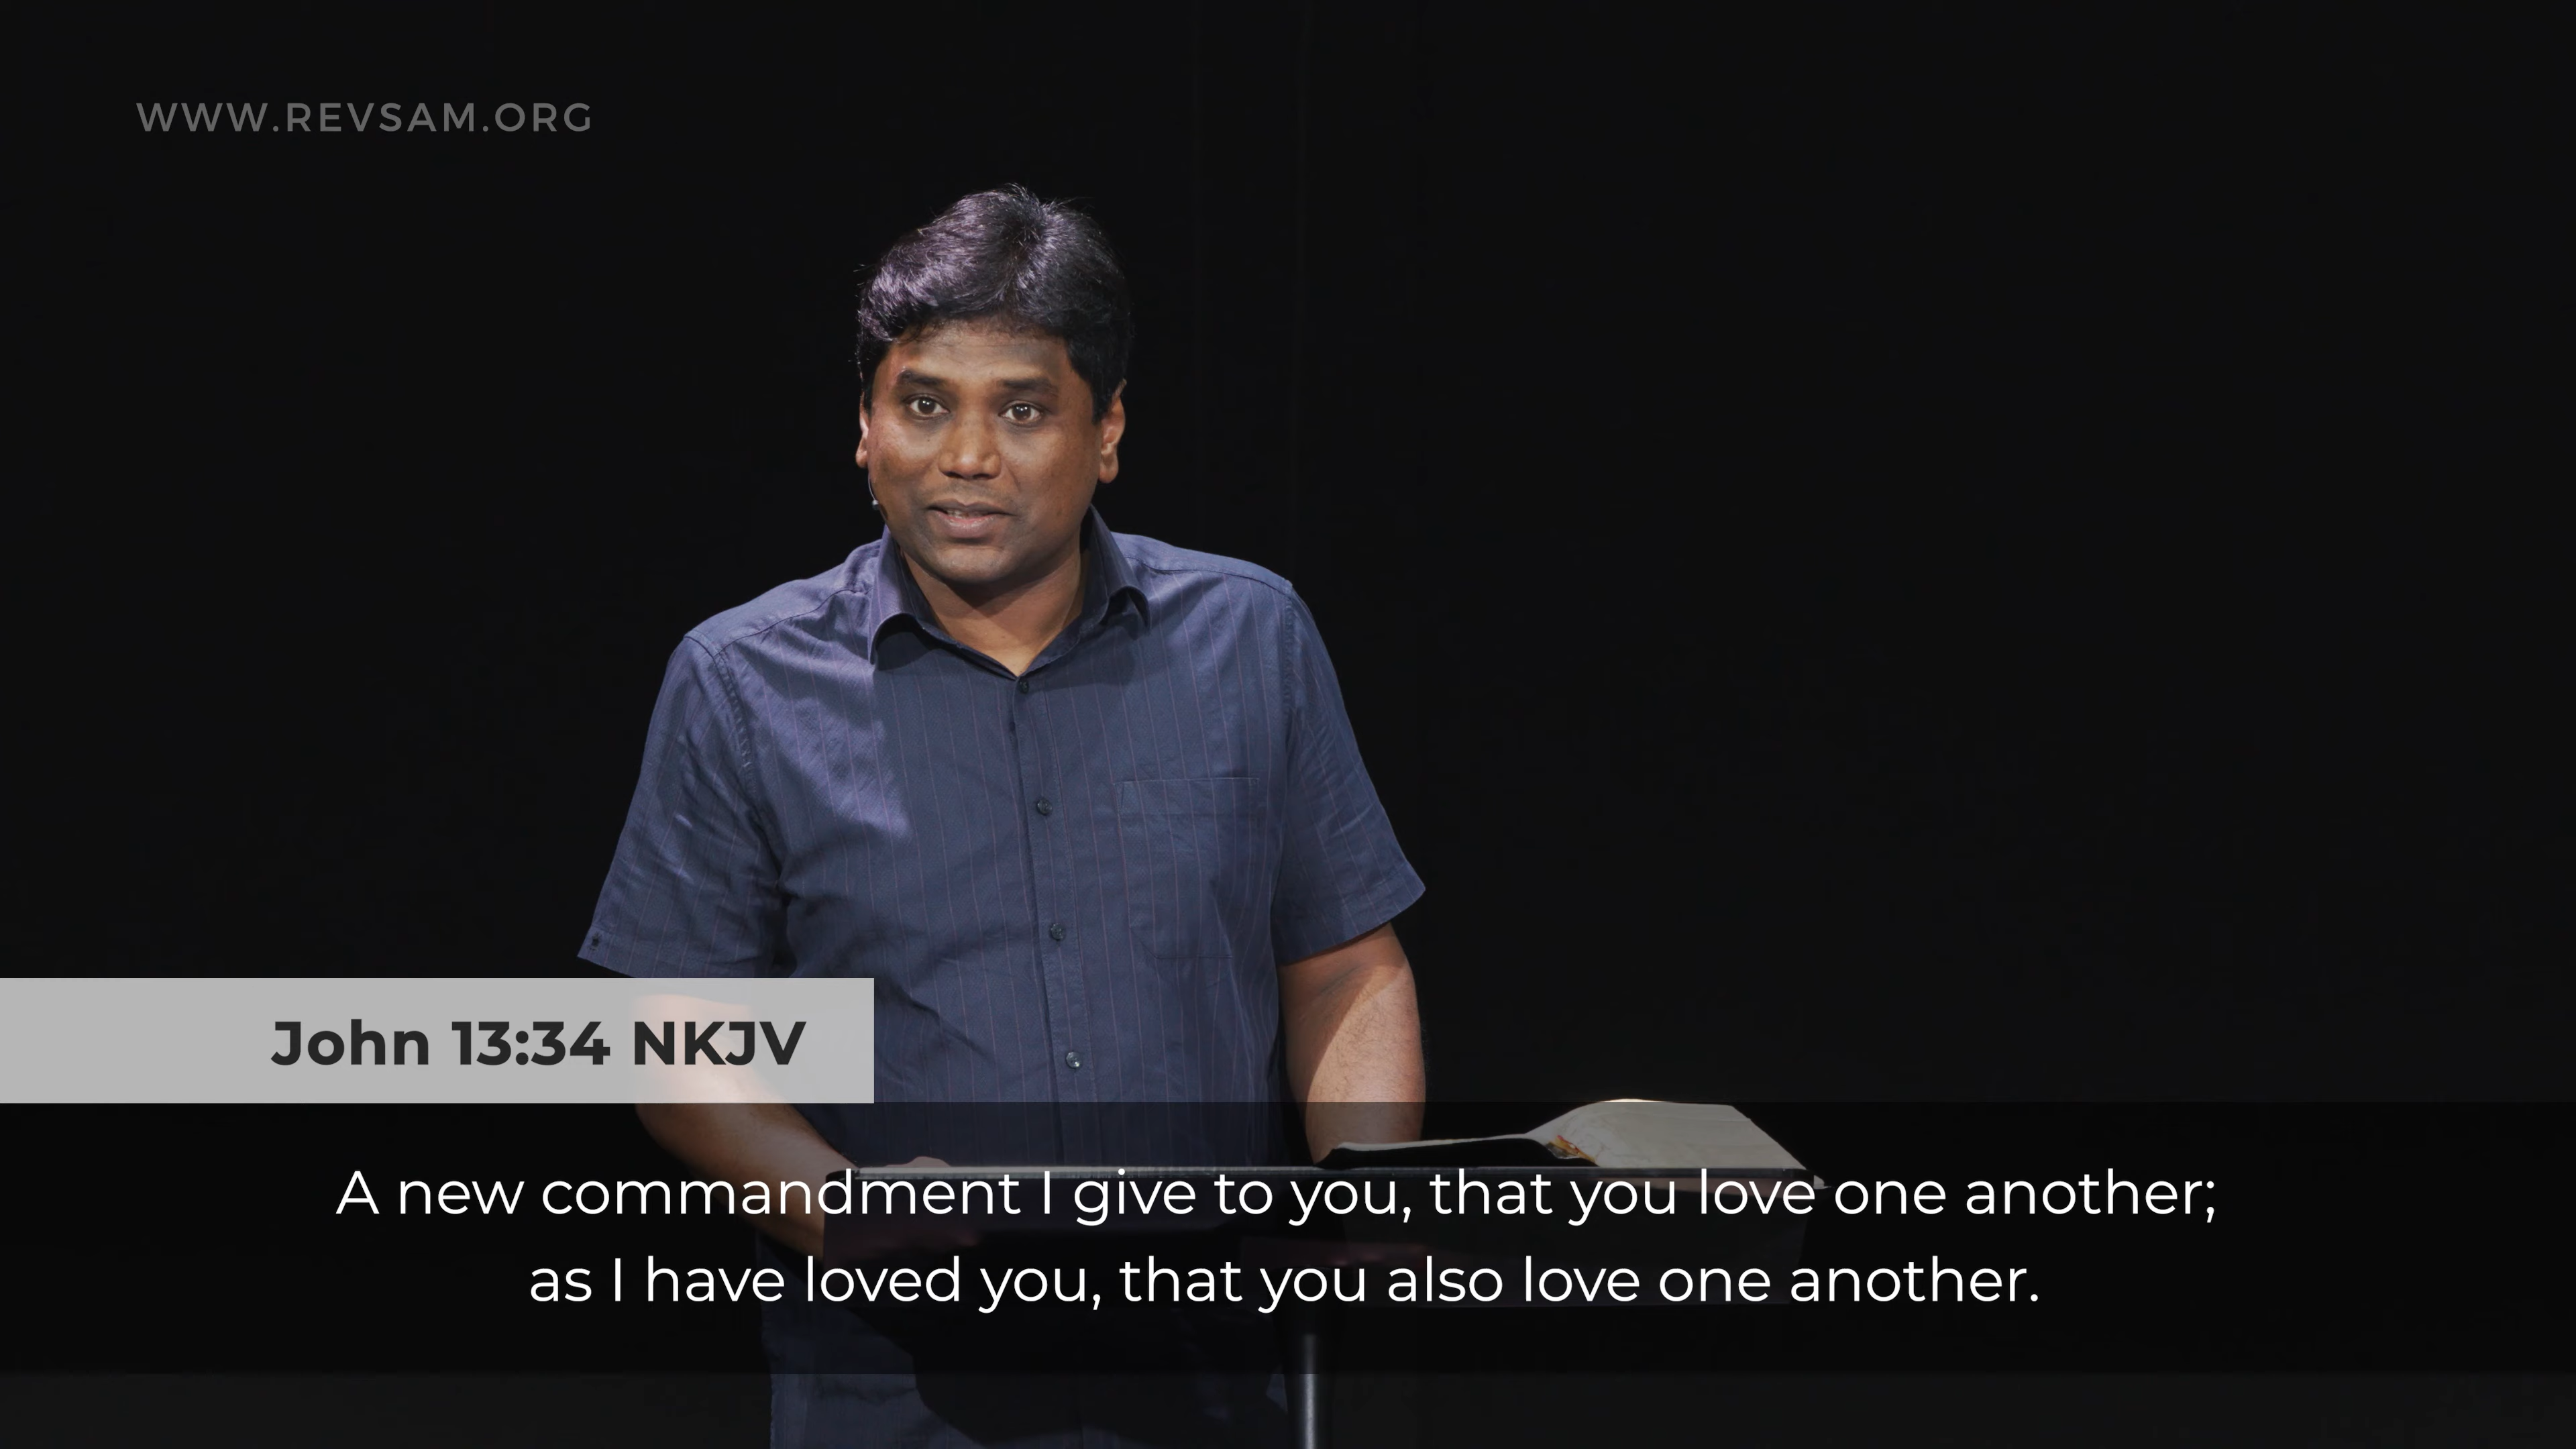 WWW.REVSAM.ORG
John 13:34 NKJV
A new commandment I give to you, that you love one another;
as I have loved you, that you also love one another.